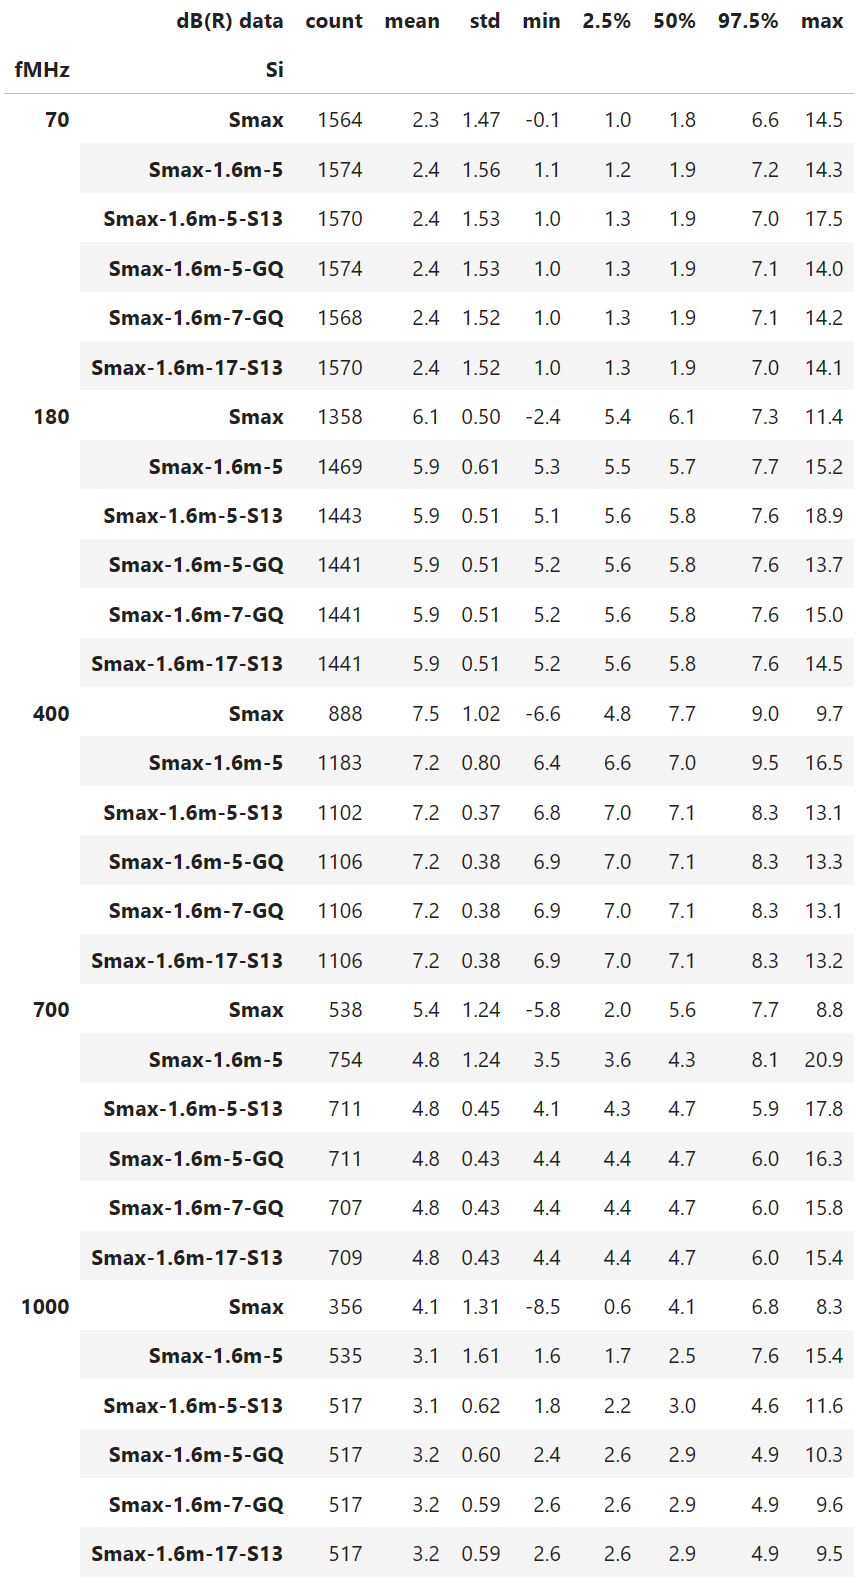 dB(R) data count mean std min 2.5% 50% 97.5% max
fMHz Si
70 Smax 1564 2.3 1.47 -0.1 1.0 1.8 6.6 14.5
Smax-1.6m-5 1574 2.4 1.56 1.1 1.2 1.9 7.2 14.3
Smax-1.6m-5-S13 1570 2.4 1.53 1.0 1.3 1.9 7.0 17.5
Smax-1.6m-5-GQ 1574 2.4 1.53 1.0 1.3 1.9 7.1 14.0
Smax-1.6m-7-GQ 1568 2.4 1.52 1.0 1.3 1.9 7.1 14.2
Smax-1.6m-17-S13 1570 2.4 1.52 1.0 1.3 1.9 7.0 14.1
180 Smax 1358 6.1 0.50 -2.4 5.4 6.1 7.3 11.4
Smax-1.6m-5 1469 5.9 0.61 5.3 5.5 5.7 7.7 15.2
Smax-1.6m-5-S13 1443 5.9 0.51 5.1 5.6 5.8 7.6 18.9
Smax-1.6m-5-GQ 1441 5.9 0.51 5.2 5.6 5.8 7.6 13.7
Smax-1.6m-7-GQ 1441 5.9 0.51 5.2 5.6 5.8 7.6 15.0
Smax-1.6m-17-S13 1441 5.9 0.51 5.2 5.6 5.8 7.6 14.5
400 Smax 888 7.5 1.02 -6.6 4.8 7.7 9.0 9.7
Smax-1.6m-5 1183 7.2 0.80 6.4 6.6 7.0 9.5 16.5
Smax-1.6m-5-S13 1102 7.2 0.37 6.8 7.0 7.1 8.3 13.1
Smax-1.6m-5-GQ 1106 7.2 0.38 6.9 7.0 7.1 8.3 13.3
Smax-1.6m-7-GQ 1106 7.2 0.38 6.9 7.0 7.1 8.3 13.1
Smax-1.6m-17-S13 1106 7.2 0.38 6.9 7.0 7.1 8.3 13.2
700 Smax 538 5.4 1.24 -5.8 2.0 5.6 7.7 8.8
Smax-1.6m-5 754 4.8 1.24 3.5 3.6 4.3 8.1 20.9
Smax-1.6m-5-S13 711 4.8 0.45 4.1 4.3 4.7 5.9 17.8
Smax-1.6m-5-GQ 711 4.8 0.43 4.4 4.4 4.7 6.0 16.3
Smax-1.6m-7-GQ 707 4.8 0.43 4.4 4.4 4.7 6.0 15.8
Smax-1.6m-17-S13 709 4.8 0.43 4.4 4.4 4.7 6.0 15.4
1000 Smax 356 4.1 1.31 -8.5 0.6 4.1 6.8 8.3
Smax-1.6m-5 535 3.1 1.61 1.6 1.7 2.5 7.6 15.4
Smax-1.6m-5-S13 517 3.1 0.62 1.8 2.2 3.0 4.6 11.6
Smax-1.6m-5-GQ 517 3.2 0.60 2.4 2.6 2.9 4.9 10.3
Smax-1.6m-7-GQ 517 3.2 0.59 2.6 2.6 2.9 4.9 9.6
Smax-1.6m-17-S13 517 3.2 0.59 2.6 2.6 2.9 4.9 9.5